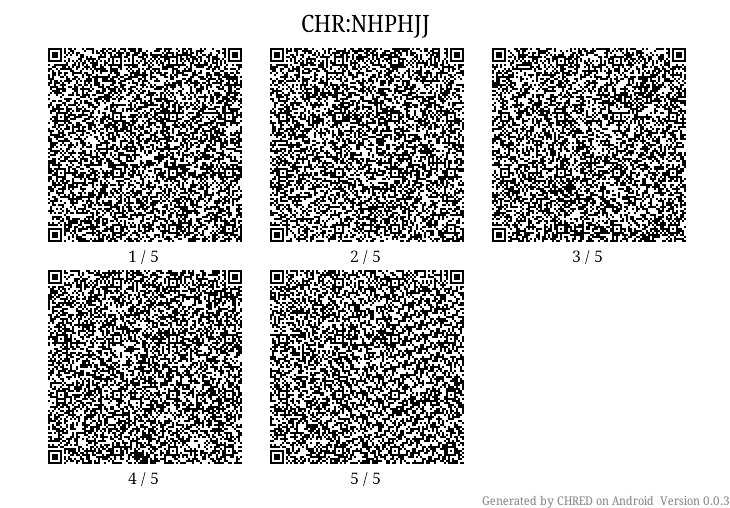 CHR:NHPHJJ
1 / 5
2 / 5
3 / 5
4 / 5
5 / 5
Generated by CHRED on Android Version 0.0.3